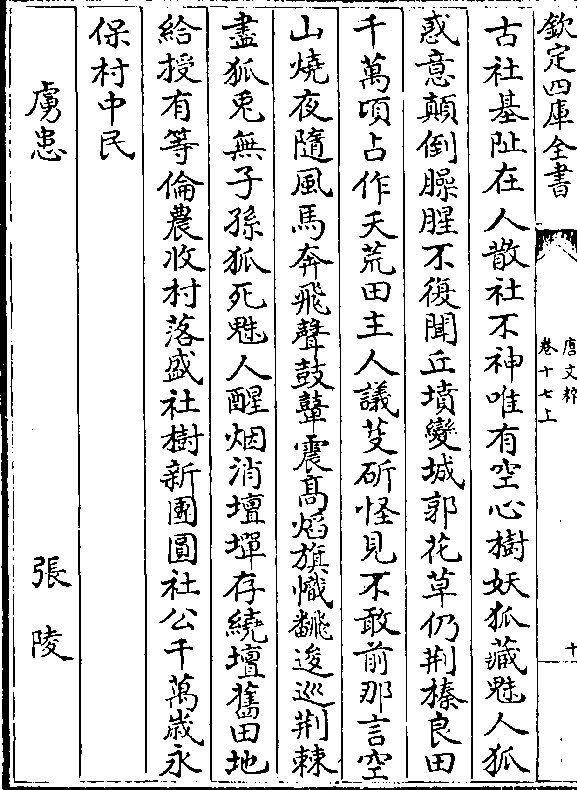 欽定四庫全書
唐文粹
卷十七上
十
古社基阯在人散社不神唯有空心樹妖狐藏魅人狐
惑意顛倒臊腥不復聞丘墳變城郭花草仍荆榛良田
千萬頃占作天荒田主人議芟斫怪見不敢前那言空
山燒夜隨風馬奔飛聲鼓鼙震高焰旗幟翻逡巡荆棘
盡狐兎無子孫狐死魅人醒烟消壇墠存繞壇舊田地
給授有等倫農收村落盛社樹新團圓社公千萬歲永
保村中民
虜患
張陵